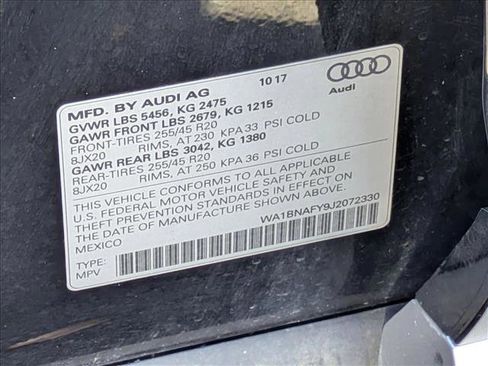 10 17
MFD. BY AUDI AG
Audi
GVWR LBS 5456, KG 2475
GAWR FRONT LBS 2679, KG 1215
FRONT-TIRES 255/45 R20
8JX20 RIMS, AT 230 KPA 33 PSI COLD
GAWR REAR LBS 3042, KG 1380
REAR-TIRES 255/45 R20
8JX20 RIMS, AT 250 KPA 36 PSI COLD
THIS VEHICLE CONFORMS TO ALL APPLICABLE
U.S. FEDERAL MOTOR VEHICLE SAFETY AND
THEFT PREVENTION STANDARDS IN EFFECT ON
THE DATE OF MANUFACTURE SHOWN ABOVE.
MEXICO WA1BNAFY9J2072330
TYPE:
MPV